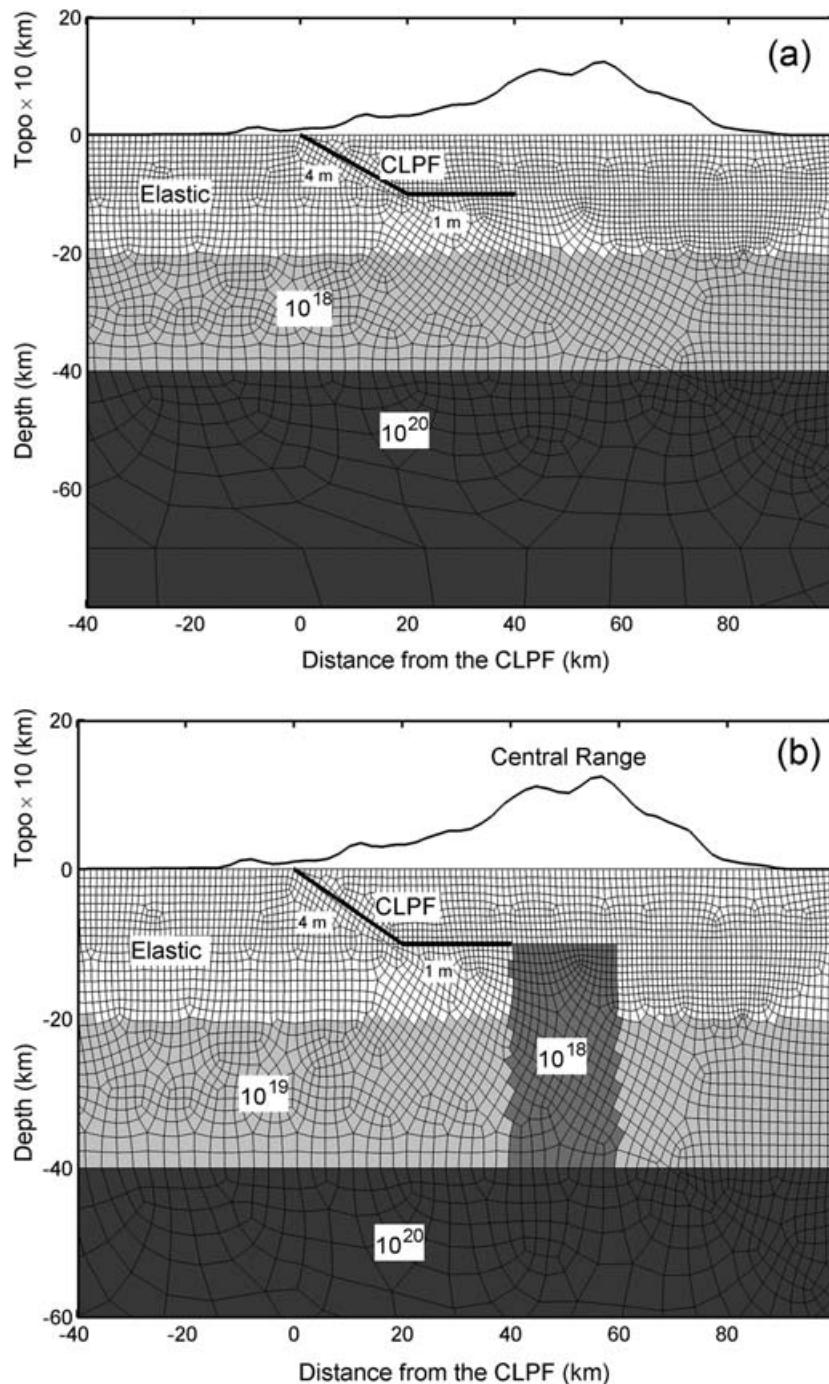 (a)
20
0
-20
-40
-60
Topo × 10 (km)
Depth (km)
CLPF
4 m
Elastic
1 m
10^18
10^20
-40 -20 0 20 40 60 80
Distance from the CLPF (km)
(b)
20
0
-20
-40
-60
Topo × 10 (km)
Depth (km)
Central Range
CLPF
4 m
Elastic
1 m
10^18
10^19
10^20
-40 -20 0 20 40 60 80
Distance from the CLPF (km)